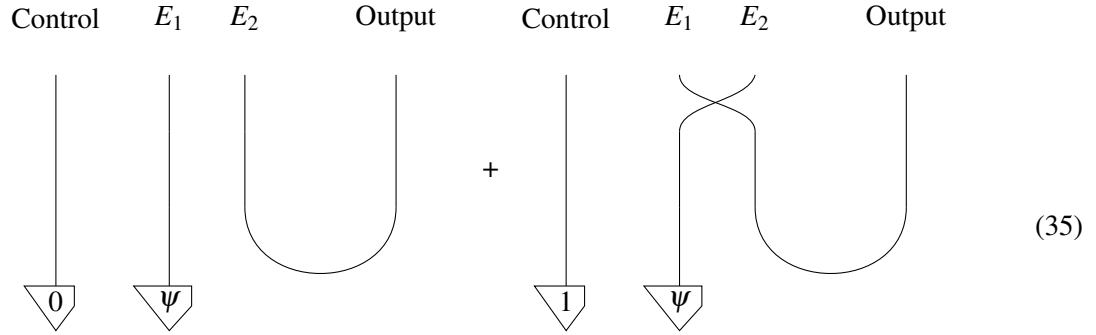 Control E₁ E₂ Output Control E₁ E₂ Output
+
(35)
0 ψ 1 ψ